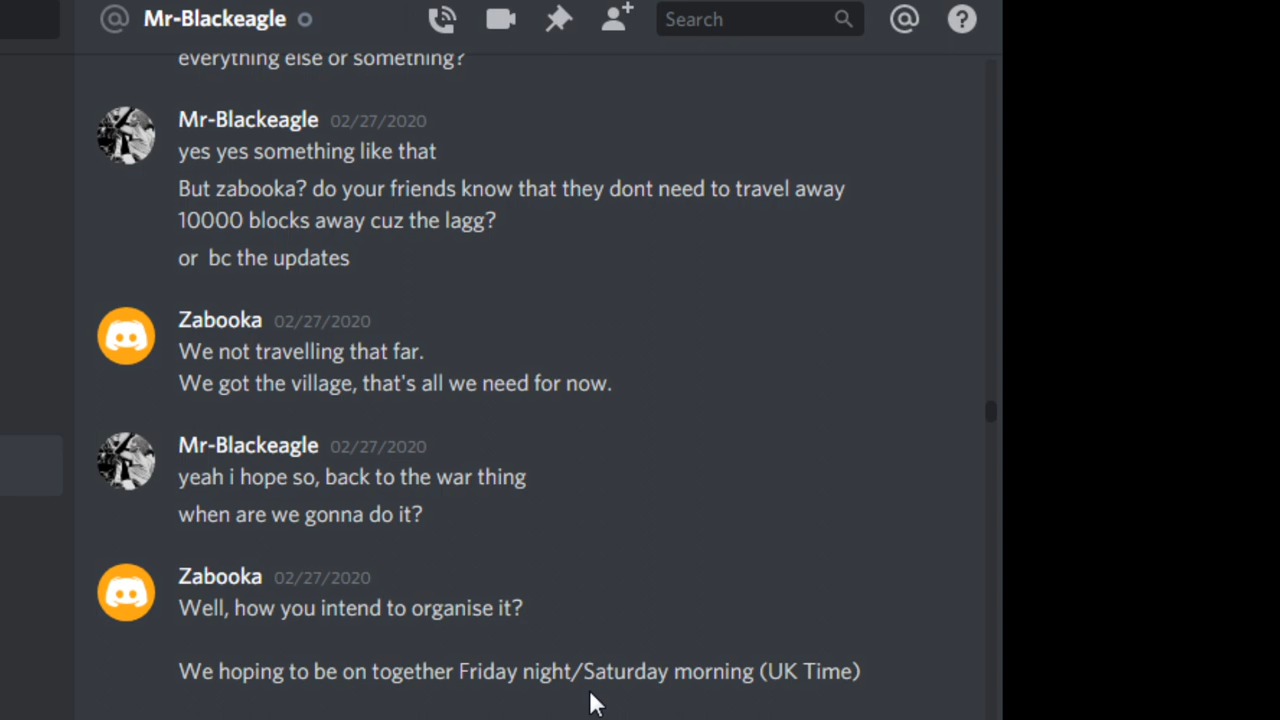 Mr-Blackeagle
Search
everything else or something?
Mr-Blackeagle 02/27/2020
yes yes something like that
But zabooka? do your friends know that they dont need to travel away
10000 blocks away cuz the lagg?
or bc the updates
Zabooka 02/27/2020
We not travelling that far.
We got the village, that's all we need for now.
Mr-Blackeagle 02/27/2020
yeah i hope so, back to the war thing
when are we gonna do it?
Zabooka 02/27/2020
Well, how you intend to organise it?
We hoping to be on together Friday night/Saturday morning (UK Time)